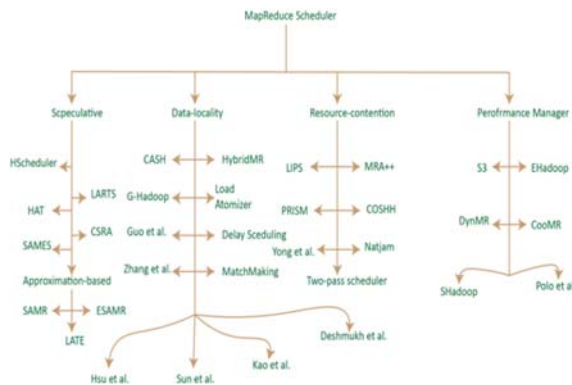 MapReduce Scheduler
Scpeculative
Data-locality
Resource-contention
Perofrmance Manager
HScheduler
LARTS
HAT
CSRA
SAMES
Approximation-based
SAMR
ESAMR
LATE
CASH
HybridMR
G-Hadoop
Load
Atomizer
Guo et al.
Delay Sceduling
Zhang et al.
MatchMaking
Hsu et al.
Sun et al.
Kao et al.
Deshmukh et al.
LIPS
MRA++
PRISM
COSHH
Yong et al.
Natjam
Two-pass scheduler
S3
EHadoop
DynMR
CooMR
SHadoop
Polo et al